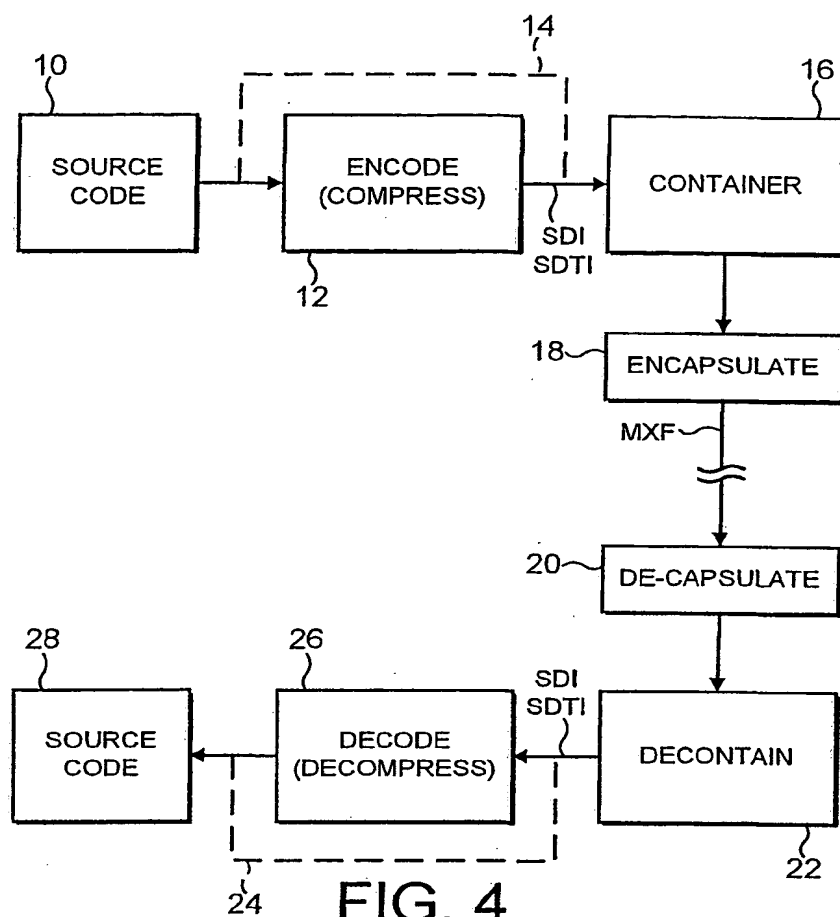 14
10
16
SOURCE
CODE
ENCODE
(COMPRESS)
CONTAINER
SDI
SDTI
12
18
ENCAPSULATE
MXF
20
DE-CAPSULATE
28
26
SDI
SDTI
SOURCE
CODE
DECODE
(DECOMPRESS)
DECONTAIN
22
24
FIG. 4